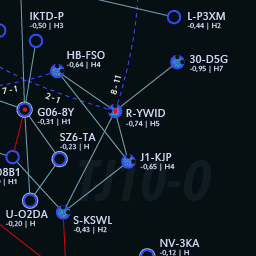 IKTD-P
-0,50 | H3
L-P3XM
-0,44 | H2
HB-FSO
-0,64 | H4
30-D5G
-0,95 | H7
8 - 11
7 - 1
2-1
G06-8Y
-0,31 | H1
R-YWID
-0,74 | H5
SZ6-TA
-0,23 | H
J1-KJP
-0,65 | H4
08B1
| H1
TJ10-O
U-O2DA
-0,20 | H
S-KSWL
-0,43 | H2
NV-3KA
-0,12 | H